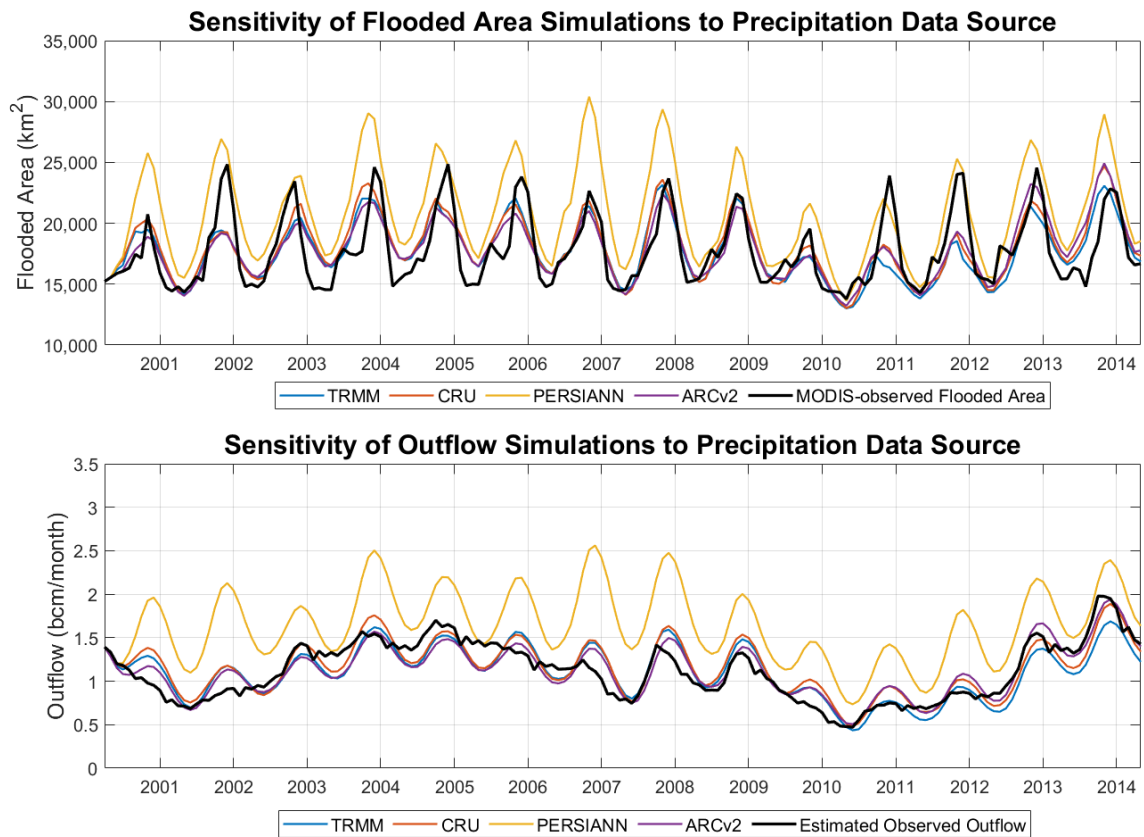 Sensitivity of Flooded Area Simulations to Precipitation Data Source
35,000
30,000
25,000
20,000
15,000
10,000
Flooded Area (km²)
2001 2002 2003 2004 2005 2006 2007 2008 2009 2010 2011 2012 2013 2014
TRMM CRU PERSIANN ARCv2 MODIS-observed Flooded Area
Sensitivity of Outflow Simulations to Precipitation Data Source
3.5
3
2.5
2
1.5
1
0.5
0
Outflow (bcm/month)
2001 2002 2003 2004 2005 2006 2007 2008 2009 2010 2011 2012 2013 2014
TRMM CRU PERSIANN ARCv2 Estimated Observed Outflow